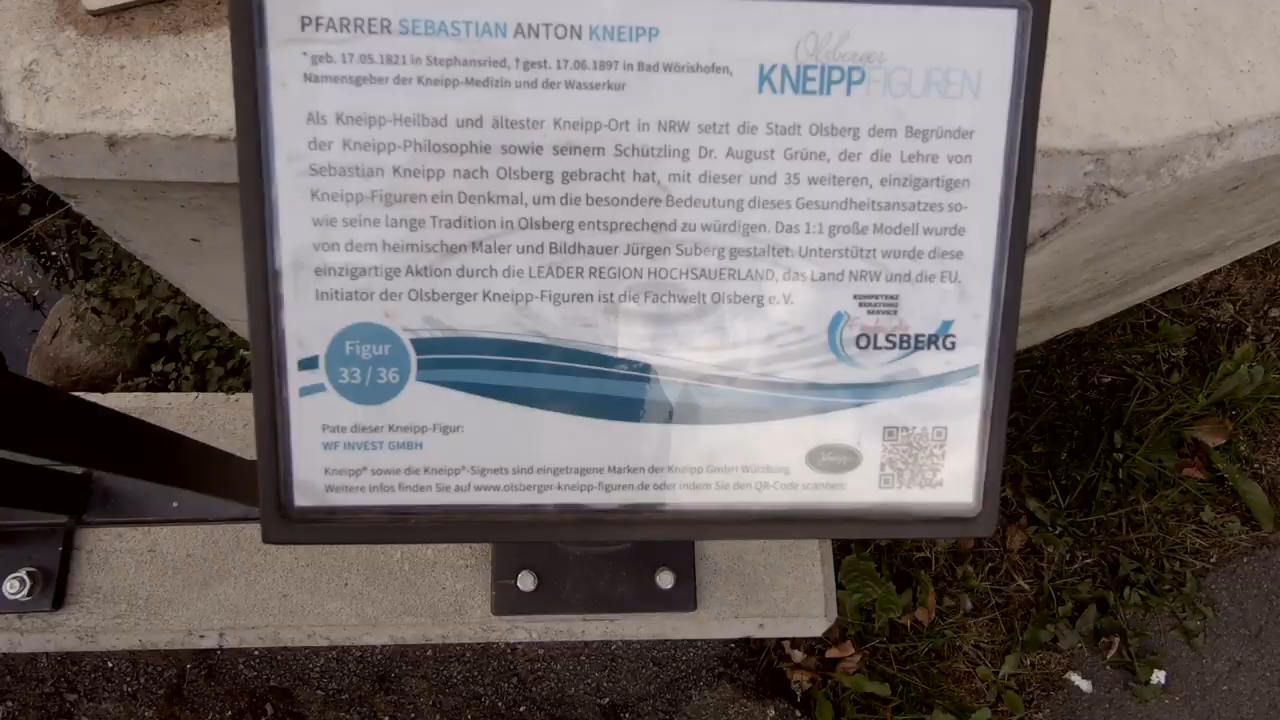 PFARRER SEBASTIAN ANTON KNEIPP
* geb. 17.05.1821 in Stephansried, † gest. 17.06.1897 in Bad Wörishofen,
Namensgeber der Kneipp-Medizin und der Wasserkur
Olsberger
KNEIPPFIGUREN
Als Kneipp-Heilbad und ältester Kneipp-Ort in NRW setzt die Stadt Olsberg dem Begründer
der Kneipp-Philosophie sowie seinem Schützling Dr. August Grüne, der die Lehre von
Sebastian Kneipp nach Olsberg gebracht hat, mit dieser und 35 weiteren, einzigartigen
Kneipp-Figuren ein Denkmal, um die besondere Bedeutung dieses Gesundheitsansatzes so-
wie seine lange Tradition in Olsberg entsprechend zu würdigen. Das 1:1 große Modell wurde
von dem heimischen Maler und Bildhauer Jürgen Suberg gestaltet. Unterstützt wurde diese
einzigartige Aktion durch die LEADER REGION HOCHSAUERLAND, das Land NRW und die EU.
Initiator der Olsberger Kneipp-Figuren ist die Fachwelt Olsberg e. V.
KOMPETENZ
BERATUNG
SERVICE
OLSBERG
Figur
33 / 36
Pate dieser Kneipp-Figur:
WF INVEST GMBH
Kneipp
Kneipp® sowie die Kneipp®-Signets sind eingetragene Marken der Kneipp GmbH Würzburg
Weitere Infos finden Sie auf www.olsberger-kneipp-figuren.de oder indem Sie den QR-Code scannen.